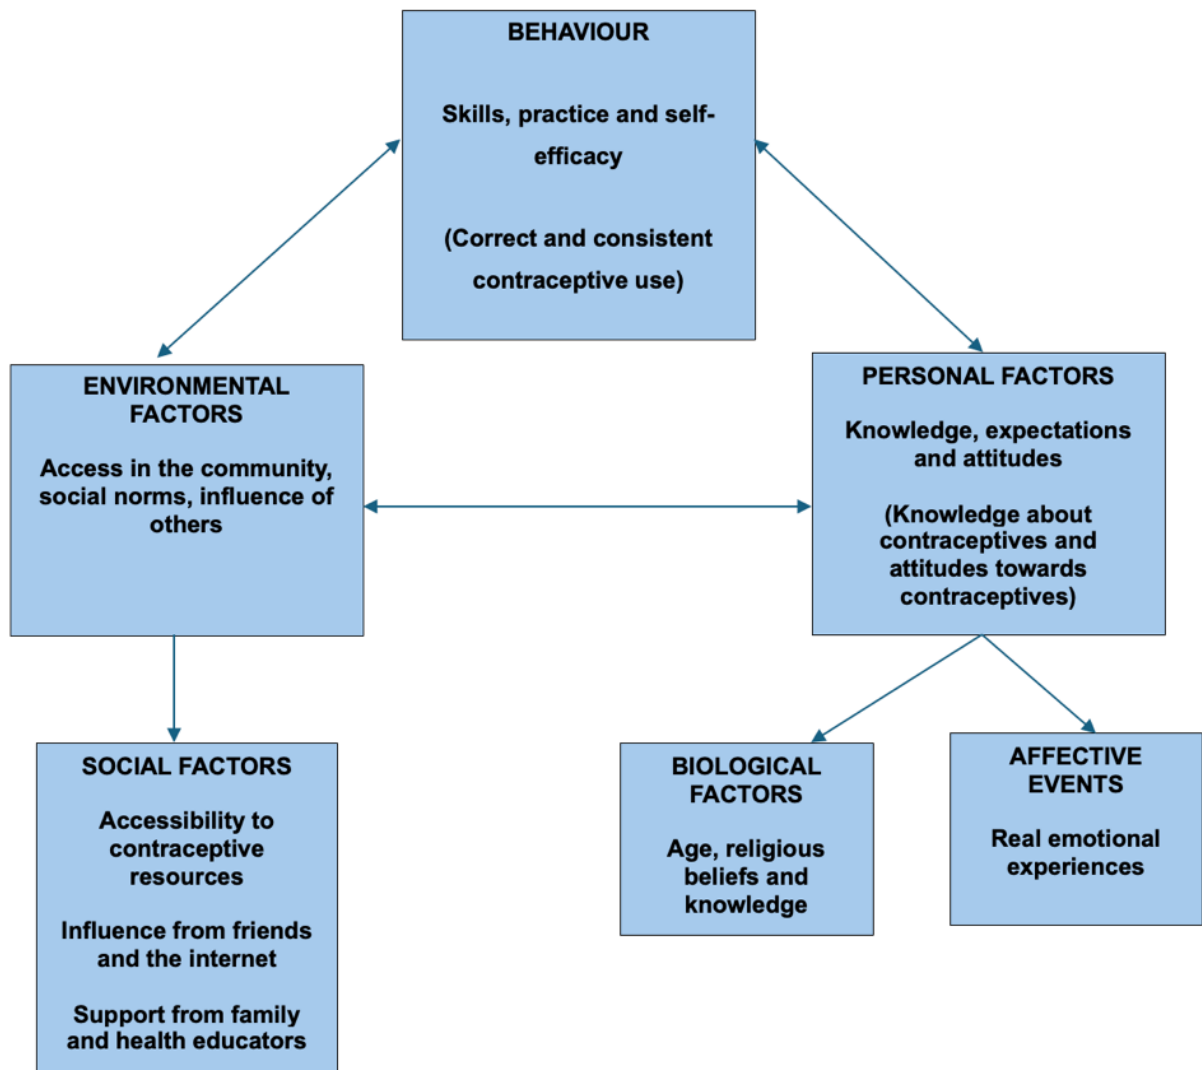 BEHAVIOUR
Skills, practice and self-
efficacy
(Correct and consistent
contraceptive use)
ENVIRONMENTAL
FACTORS
Access in the community,
social norms, influence of
others
PERSONAL FACTORS
Knowledge, expectations
and attitudes
(Knowledge about
contraceptives and
attitudes towards
contraceptives)
SOCIAL FACTORS
Accessibility to
contraceptive
resources
Influence from friends
and the internet
Support from family
and health educators
BIOLOGICAL
FACTORS
Age, religious
beliefs and
knowledge
AFFECTIVE
EVENTS
Real emotional
experiences